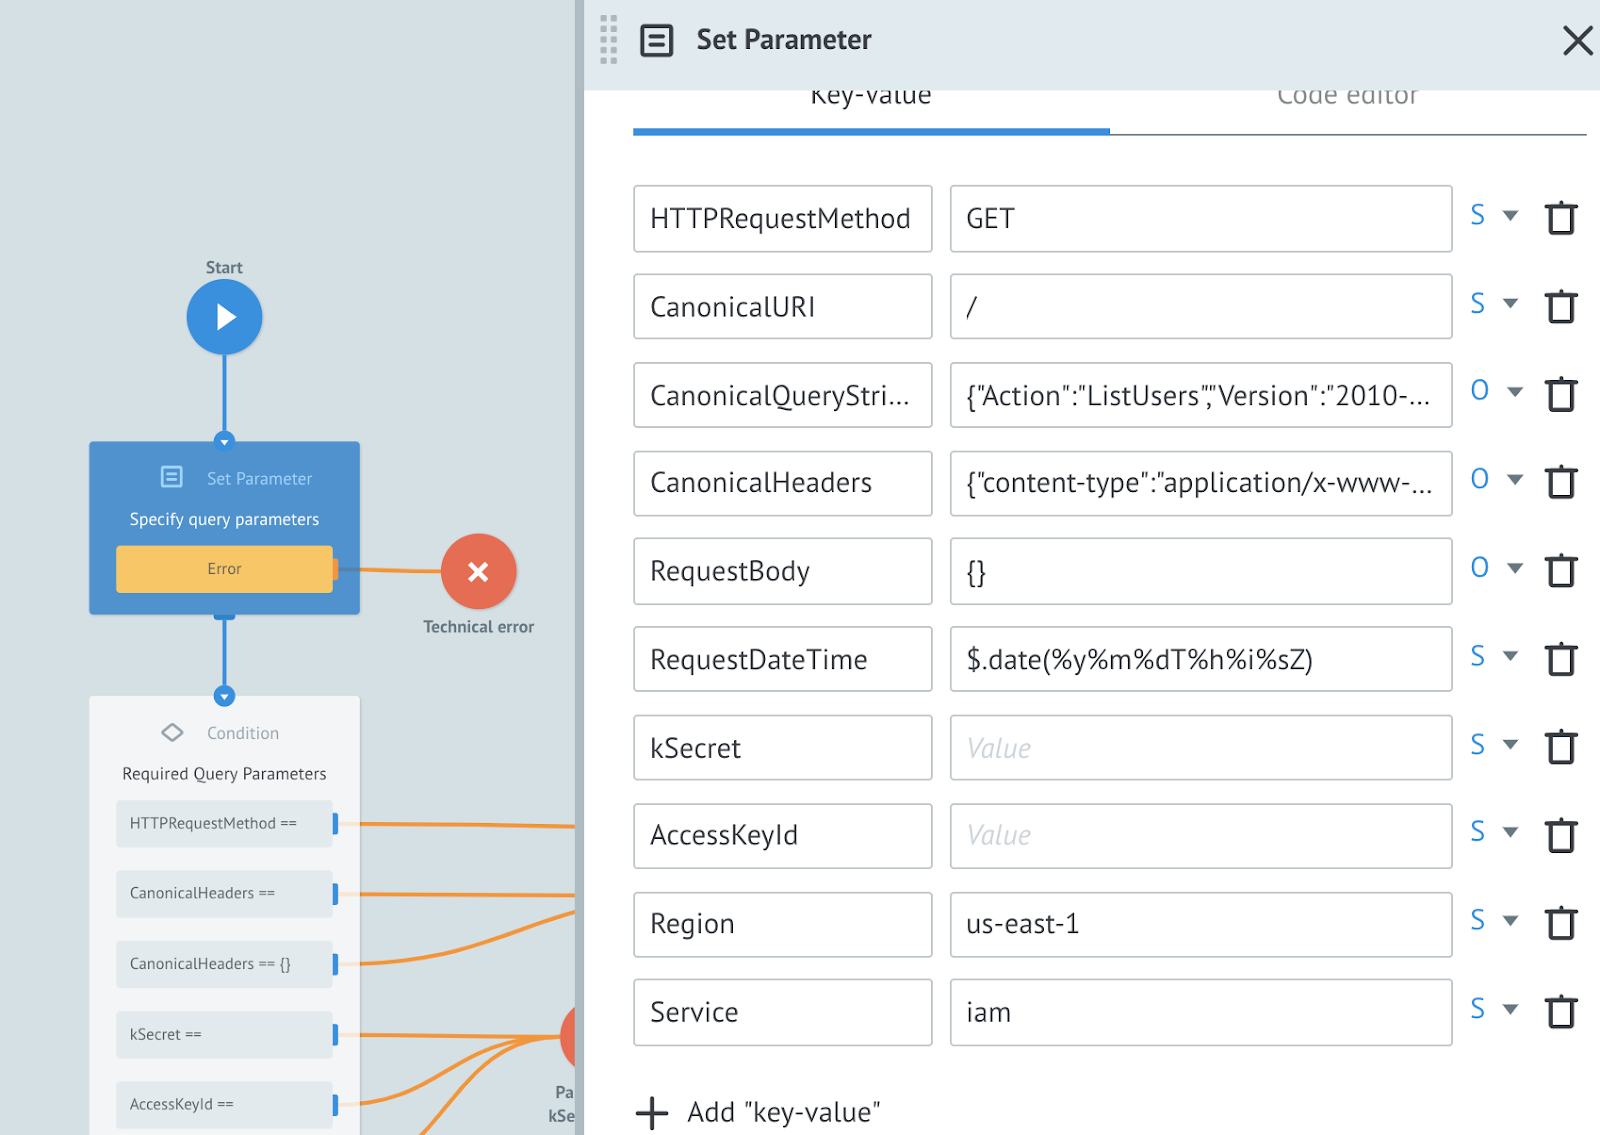 Start
Set Parameter
Specify query parameters
Error
Technical error
Condition
Required Query Parameters
HTTPRequestMethod ==
CanonicalHeaders ==
CanonicalHeaders == {}
kSecret ==
AccessKeyId ==
Pa
kSe
Set Parameter
Key-value
Code editor
HTTPRequestMethod GET S
CanonicalURI / S
CanonicalQueryStri... {"Action":"ListUsers","Version":"2010-... O
CanonicalHeaders {"content-type":"application/x-www-... O
RequestBody {} O
RequestDateTime $.date(%y%m%dT%h%i%sZ) S
kSecret Value S
AccessKeyId Value S
Region us-east-1 S
Service iam S
Add "key-value"